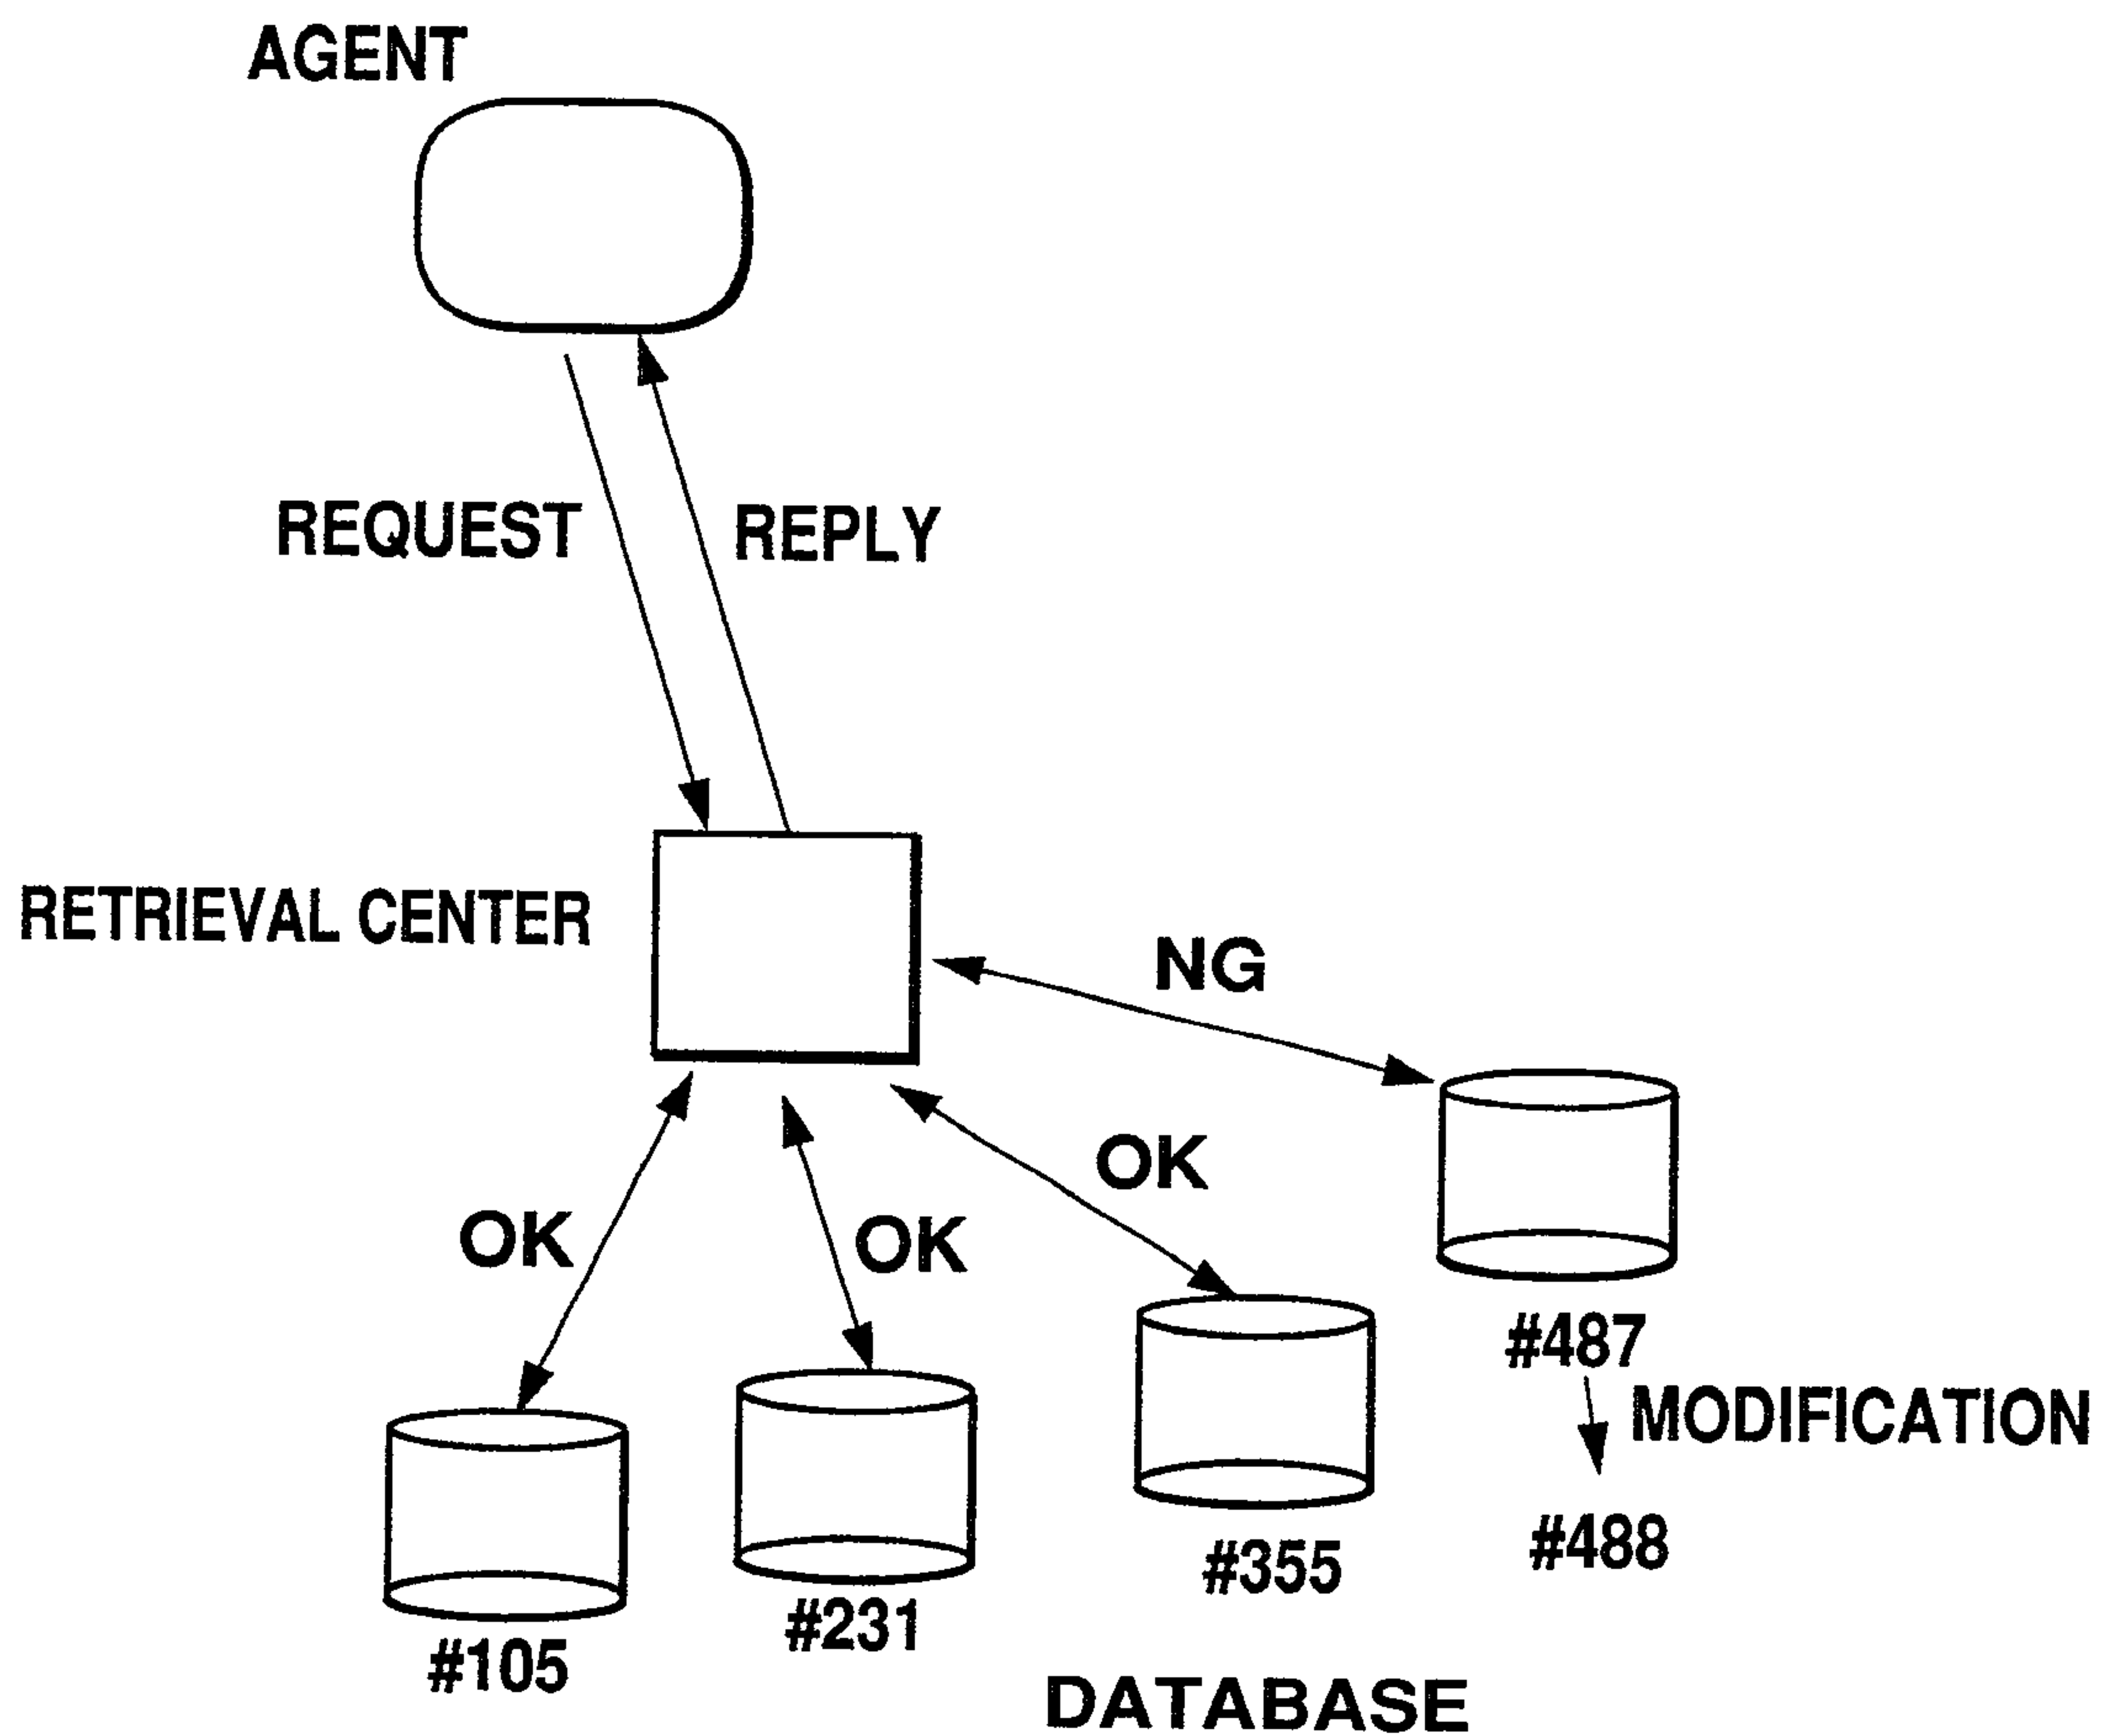 AGENT
REQUEST
REPLY
RETRIEVAL CENTER
NG
OK
OK
OK
#487
MODIFICATION
#488
#355
#231
#105
DATABASE